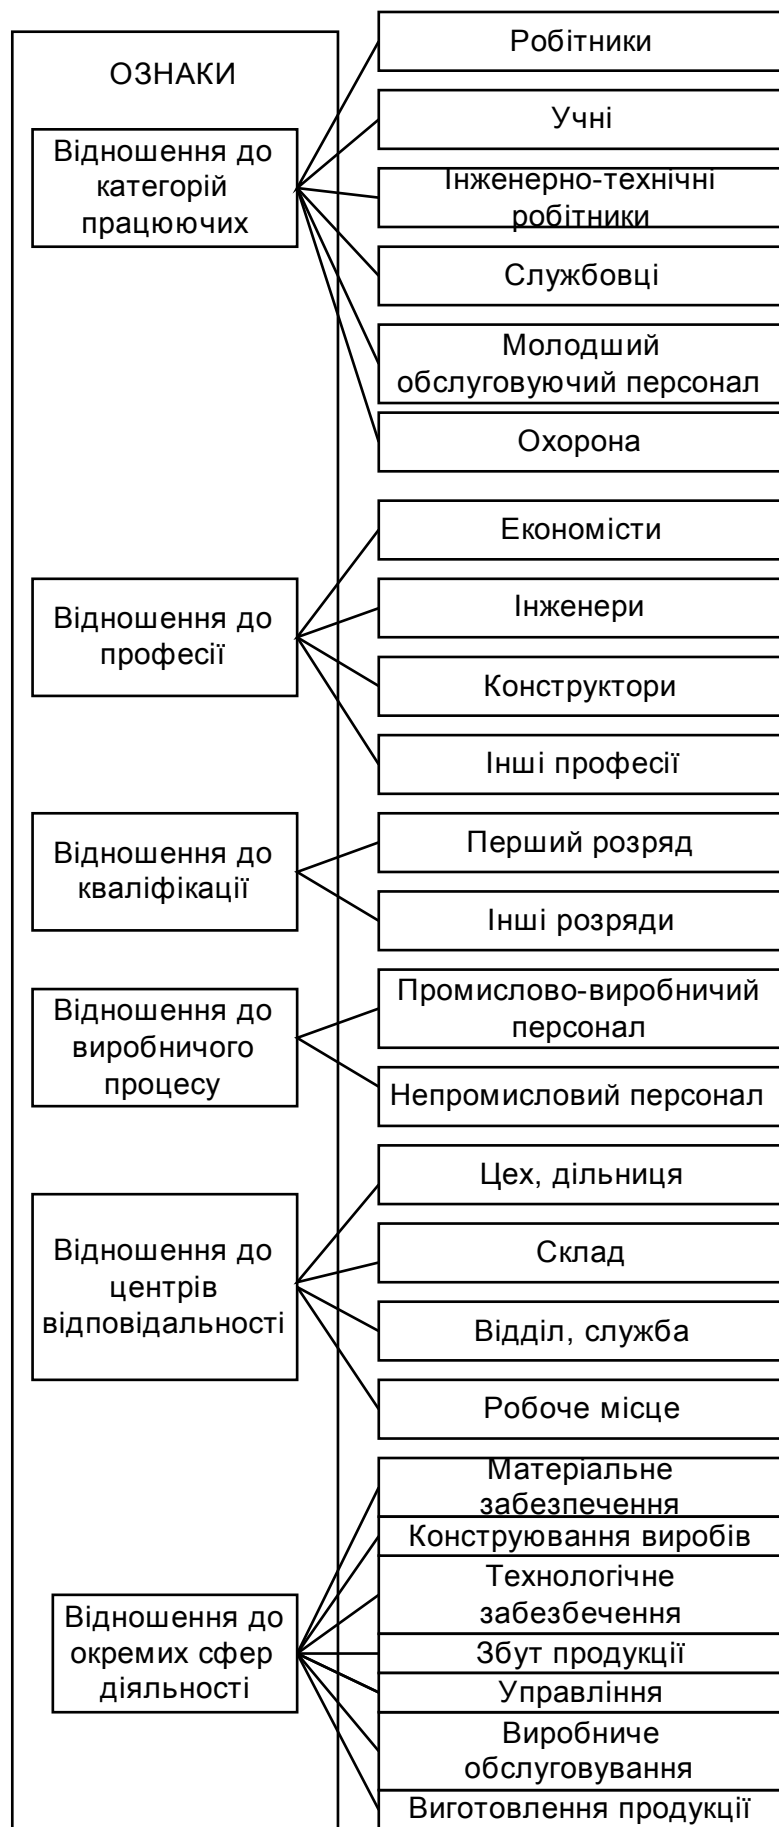 ОЗНАКИ
Відношення до
категорій
працюючих
Робітники
Учні
Інженерно-технічні
робітники
Службовці
Молодший
обслуговуючий персонал
Охорона
Відношення до
професії
Економісти
Інженери
Конструктори
Інші професії
Відношення до
кваліфікації
Перший розряд
Інші розряди
Відношення до
виробничого
процесу
Промислово-виробничий
персонал
Непромисловий персонал
Відношення до
центрів
відповідальності
Цех, дільниця
Склад
Відділ, служба
Робоче місце
Відношення до
окремих сфер
діяльності
Матеріальне
забезпечення
Конструювання виробів
Технологічне
забезбечення
Збут продукції
Управління
Виробниче
обслуговування
Виготовлення продукції